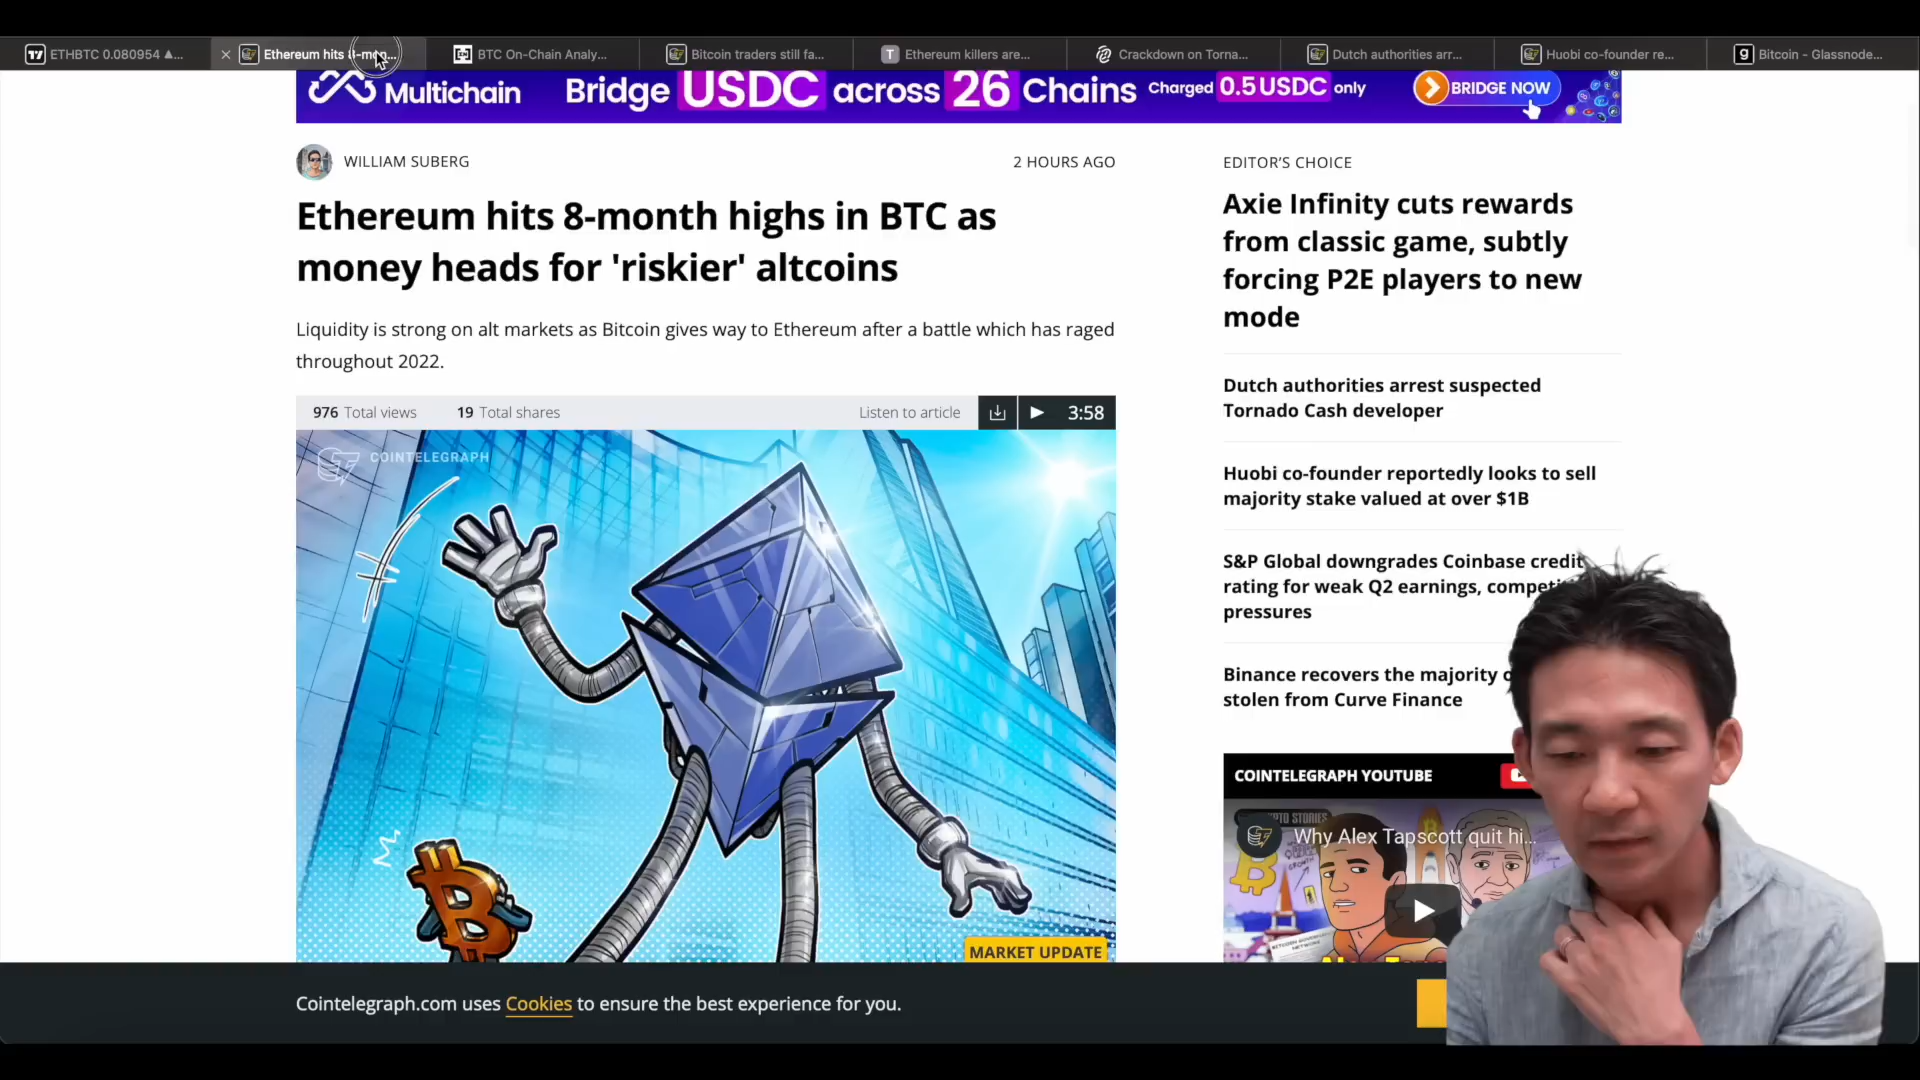 ETHBTC 0.080954 ▲...
Ethereum hits 8-mon...
BTC On-Chain Analy...
Bitcoin traders still fa...
T
Ethereum killers are...
Crackdown on Torna...
Dutch authorities arr...
Huobi co-founder re...
g
Bitcoin - Glassnode...
Multichain
Bridge USDC across 26 Chains
Charged 0.5USDC only
BRIDGE NOW
WILLIAM SUBERG
2 HOURS AGO
Ethereum hits 8-month highs in BTC as
money heads for 'riskier' altcoins
Liquidity is strong on alt markets as Bitcoin gives way to Ethereum after a battle which has raged
throughout 2022.
976 Total views
19 Total shares
Listen to article
3:58
COINTELEGRAPH
MARKET UPDATE
EDITOR'S CHOICE
Axie Infinity cuts rewards
from classic game, subtly
forcing P2E players to new
mode
Dutch authorities arrest suspected
Tornado Cash developer
Huobi co-founder reportedly looks to sell
majority stake valued at over $1B
S&P Global downgrades Coinbase credit
rating for weak Q2 earnings,
pressures
Binance recovers the majority
stolen from Curve Finance
COINTELEGRAPH YOUTUBE
Why Alex Tapscott quit hi...
Cointelegraph.com uses Cookies to ensure the best experience for you.